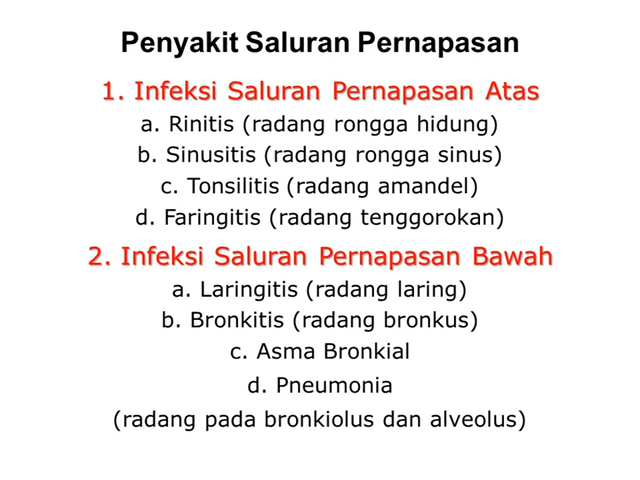 Penyakit Saluran Pernapasan
1. Infeksi Saluran Pernapasan Atas
a. Rinitis (radang rongga hidung)
b. Sinusitis (radang rongga sinus)
c. Tonsilitis (radang amandel)
d. Faringitis (radang tenggorokan)
2. Infeksi Saluran Pernapasan Bawah
a. Laringitis (radang laring)
b. Bronkitis (radang bronkus)
c. Asma Bronkial
d. Pneumonia
(radang pada bronkiolus dan alveolus)